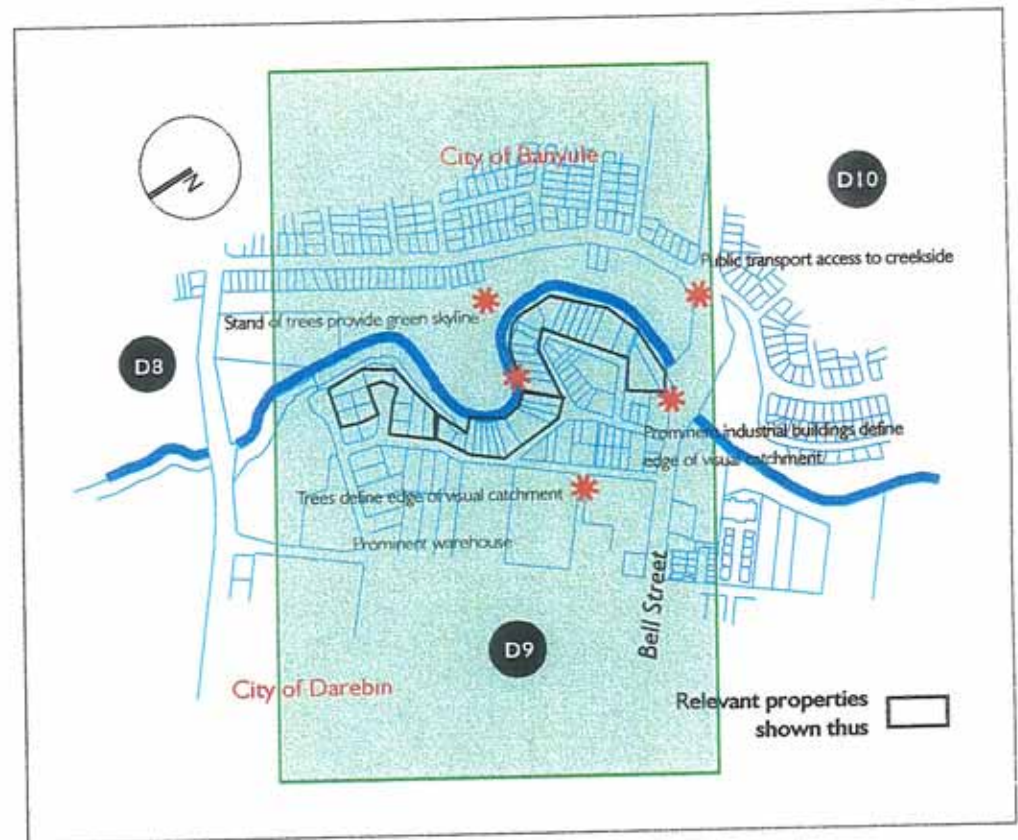 City of Banyule
D10
N
Public transport access to creekside
Stand of trees provide green skyline
D8
Prominent industrial buildings define
edge of visual catchment
Trees define edge of visual catchment
Prominent warehouse
Bell Street
D9
City of Darebin
Relevant properties
shown thus